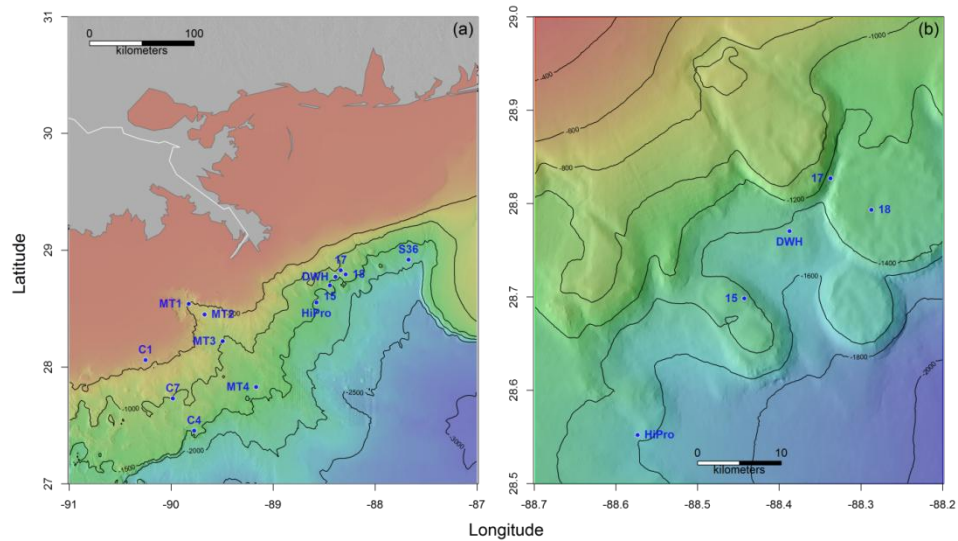 (a)
0
100
kilometers
31
30
29
28
27
Latitude
17
S36
DWH
18
15
HiPro
MT1
MT2
MT3
C1
C7
MT4
C4
-1000
-1500
-2000
-2500
-3000
-91
-90
-89
-88
-87
(b)
29.0
28.9
28.8
28.7
28.6
28.5
-400
-600
-800
-1000
-1200
17
18
DWH
-1400
-1600
15
-1800
-2000
HiPro
0
10
kilometers
-88.7
-88.6
-88.5
-88.4
-88.3
-88.2
Longitude